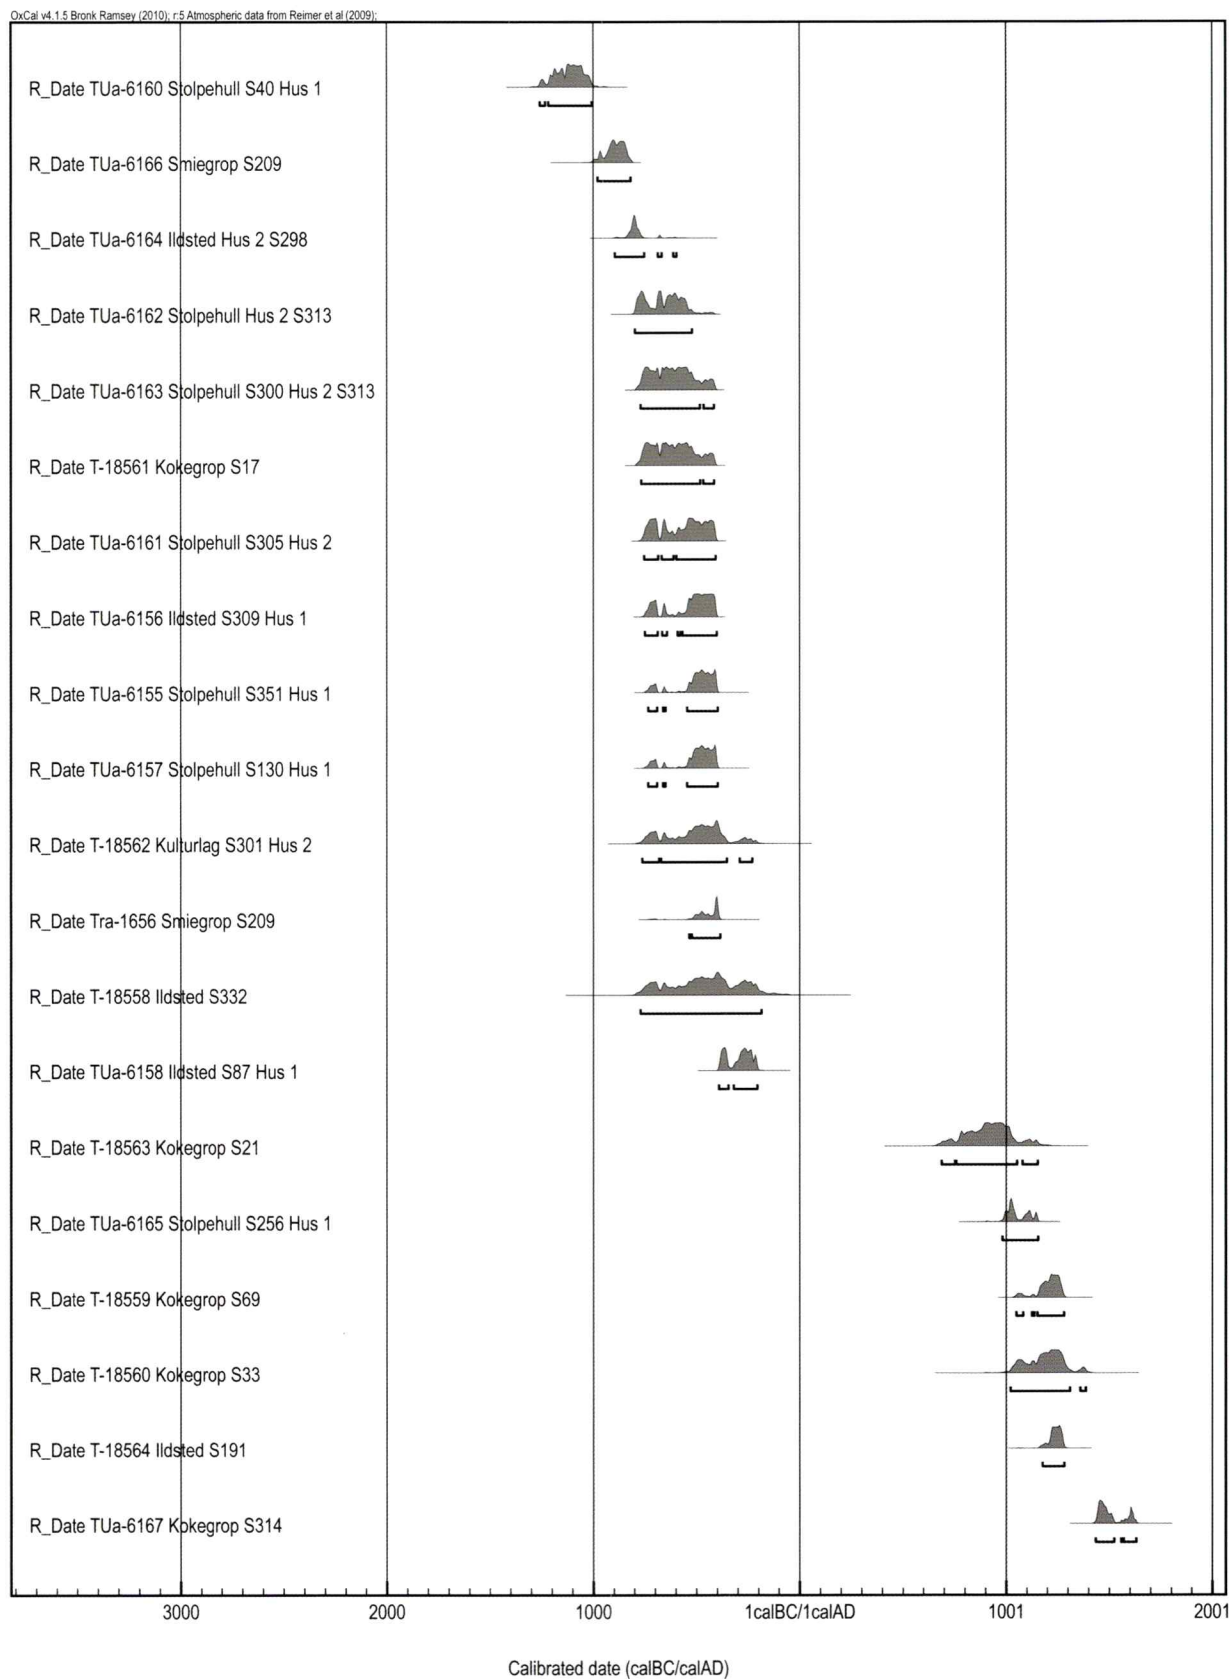 OxCal v4.1.5 Bronk Ramsey (2010); r:5 Atmospheric data from Reimer et al (2009);
R_Date TUa-6160 Stolpehull S40 Hus 1
R_Date TUa-6166 Smiegrop S209
R_Date TUa-6164 Ildsted Hus 2 S298
R_Date TUa-6162 Stolpehull Hus 2 S313
R_Date TUa-6163 Stolpehull S300 Hus 2 S313
R_Date T-18561 Kokegrop S17
R_Date TUa-6161 Stolpehull S305 Hus 2
R_Date TUa-6156 Ildsted S309 Hus 1
R_Date TUa-6155 Stolpehull S351 Hus 1
R_Date TUa-6157 Stolpehull S130 Hus 1
R_Date T-18562 Kulturlag S301 Hus 2
R_Date Tra-1656 Smiegrop S209
R_Date T-18558 Ildsted S332
R_Date TUa-6158 Ildsted S87 Hus 1
R_Date T-18563 Kokegrop S21
R_Date TUa-6165 Stolpehull S256 Hus 1
R_Date T-18559 Kokegrop S69
R_Date T-18560 Kokegrop S33
R_Date T-18564 Ildsted S191
R_Date TUa-6167 Kokegrop S314
3000 2000 1000 1calBC/1calAD 1001 2001
Calibrated date (calBC/calAD)